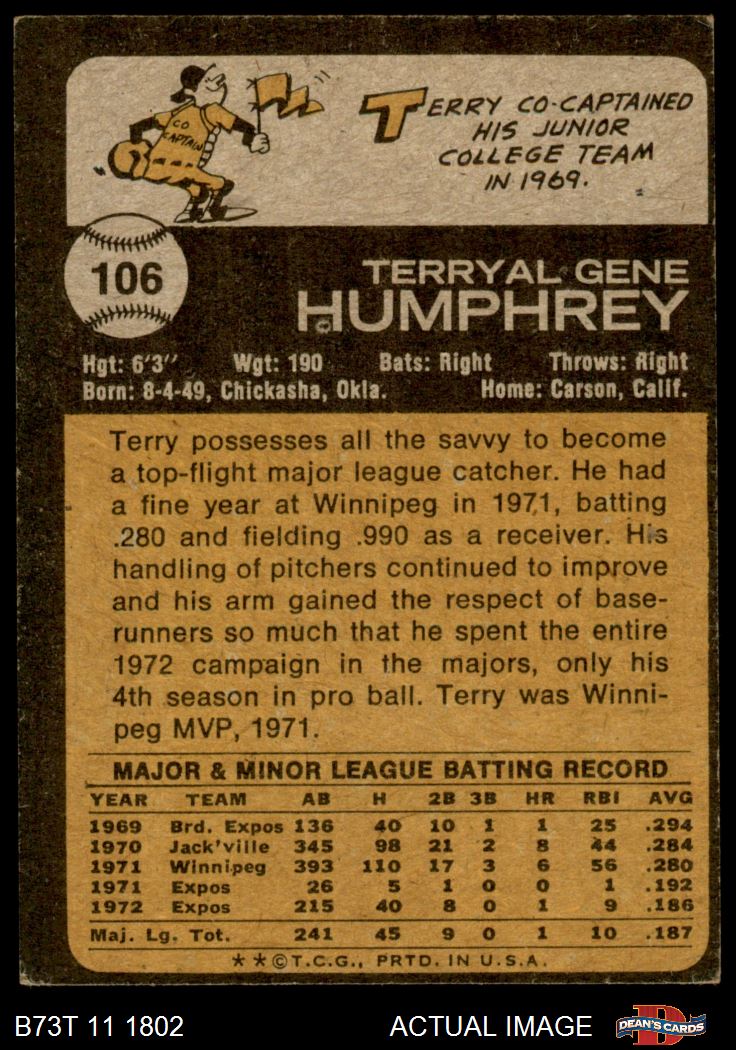 CO
CAPTAIN
TERRY CO-CAPTAINED
HIS JUNIOR
COLLEGE TEAM
IN 1969.
106
TERRYAL GENE
HUMPHREY
Hgt: 6'3" Wgt: 190 Bats: Right Throws: Right
Born: 8-4-49, Chickasha, Okla. Home: Carson, Calif.
Terry possesses all the savvy to become
a top-flight major league catcher. He had
a fine year at Winnipeg in 1971, batting
.280 and fielding .990 as a receiver. His
handling of pitchers continued to improve
and his arm gained the respect of base-
runners so much that he spent the entire
1972 campaign in the majors, only his
4th season in pro ball. Terry was Winni-
peg MVP, 1971.
MAJOR & MINOR LEAGUE BATTING RECORD
YEAR TEAM AB H 2B 3B HR RBI AVG
1969 Brd. Expos 136 40 10 1 1 25 .294
1970 Jack'ville 345 98 21 2 8 44 .284
1971 Winnipeg 393 110 17 3 6 56 .280
1971 Expos 26 5 1 0 0 1 .192
1972 Expos 215 40 8 0 1 9 .186
Maj. Lg. Tot. 241 45 9 0 1 10 .187
* * © T.C.G., PRTD. IN U.S.A.
B73T 11 1802 ACTUAL IMAGE DEAN'S CARDS